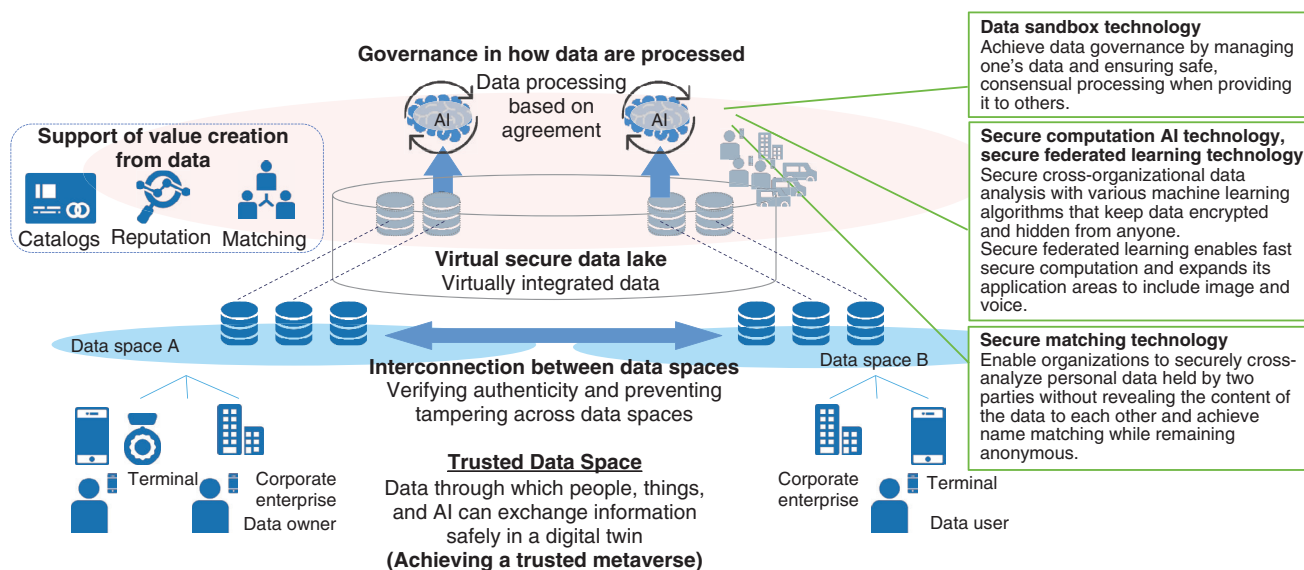 Governance in how data are processed
Data processing
based on
agreement
AI
AI
Support of value creation
from data
Catalogs
Reputation
Matching
Virtual secure data lake
Virtually integrated data
Data space A
Data space B
Interconnection between data spaces
Verifying authenticity and preventing
tampering across data spaces
Terminal
Corporate
enterprise
Data owner
Trusted Data Space
Data through which people, things,
and AI can exchange information
safely in a digital twin
(Achieving a trusted metaverse)
Corporate
enterprise
Terminal
Data user
Data sandbox technology
Achieve data governance by managing
one's data and ensuring safe,
consensual processing when providing
it to others.
Secure computation AI technology,
secure federated learning technology
Secure cross-organizational data
analysis with various machine learning
algorithms that keep data encrypted
and hidden from anyone.
Secure federated learning enables fast
secure computation and expands its
application areas to include image and
voice.
Secure matching technology
Enable organizations to securely cross-
analyze personal data held by two
parties without revealing the content of
the data to each other and achieve
name matching while remaining
anonymous.